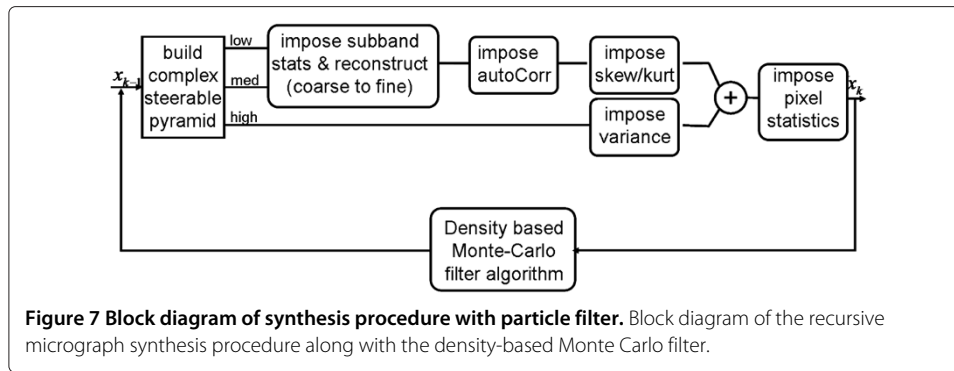 x_{k-1}
build
complex
steerable
pyramid
low
med
high
impose subband
stats & reconstruct
(coarse to fine)
impose
autoCorr
impose
skew/kurt
impose
variance
+
impose
pixel
statistics
x_k
Density based
Monte-Carlo
filter algorithm
Figure 7 Block diagram of synthesis procedure with particle filter. Block diagram of the recursive
micrograph synthesis procedure along with the density-based Monte Carlo filter.